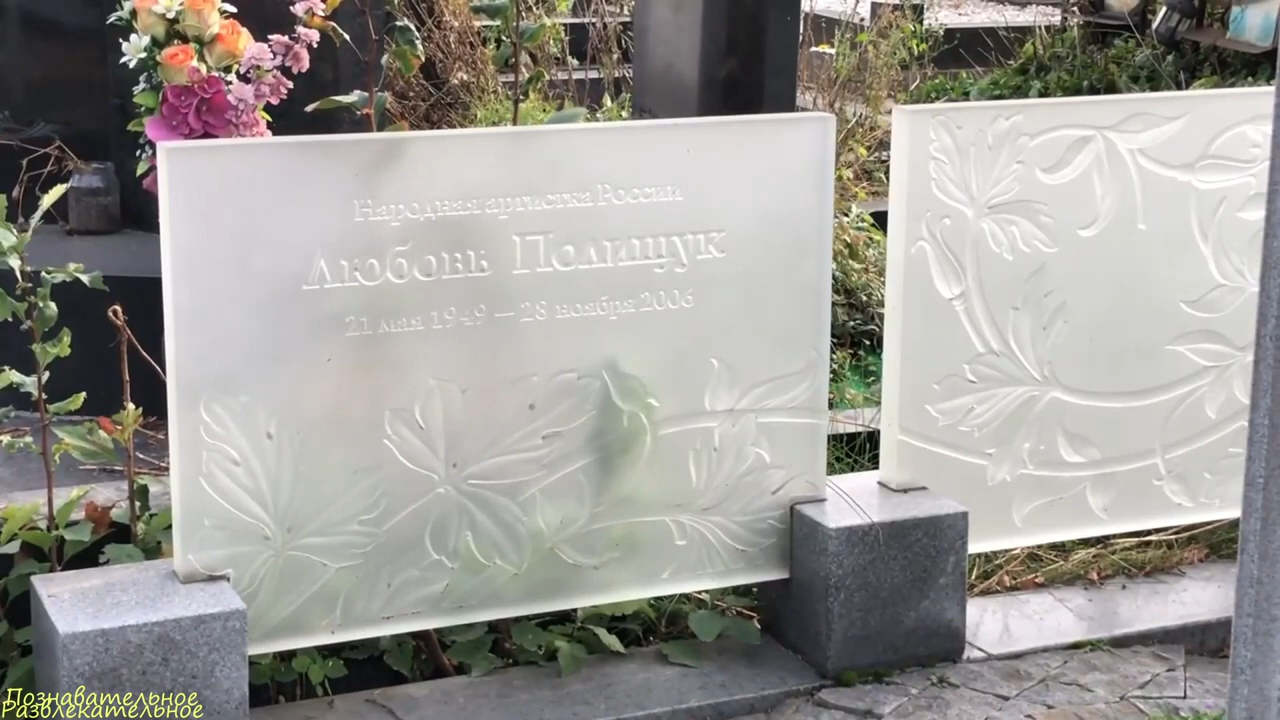 Народная артистка России
Любовь Полищук
21 мая 1949 – 28 ноября 2006
Познавательное
Развлекательное